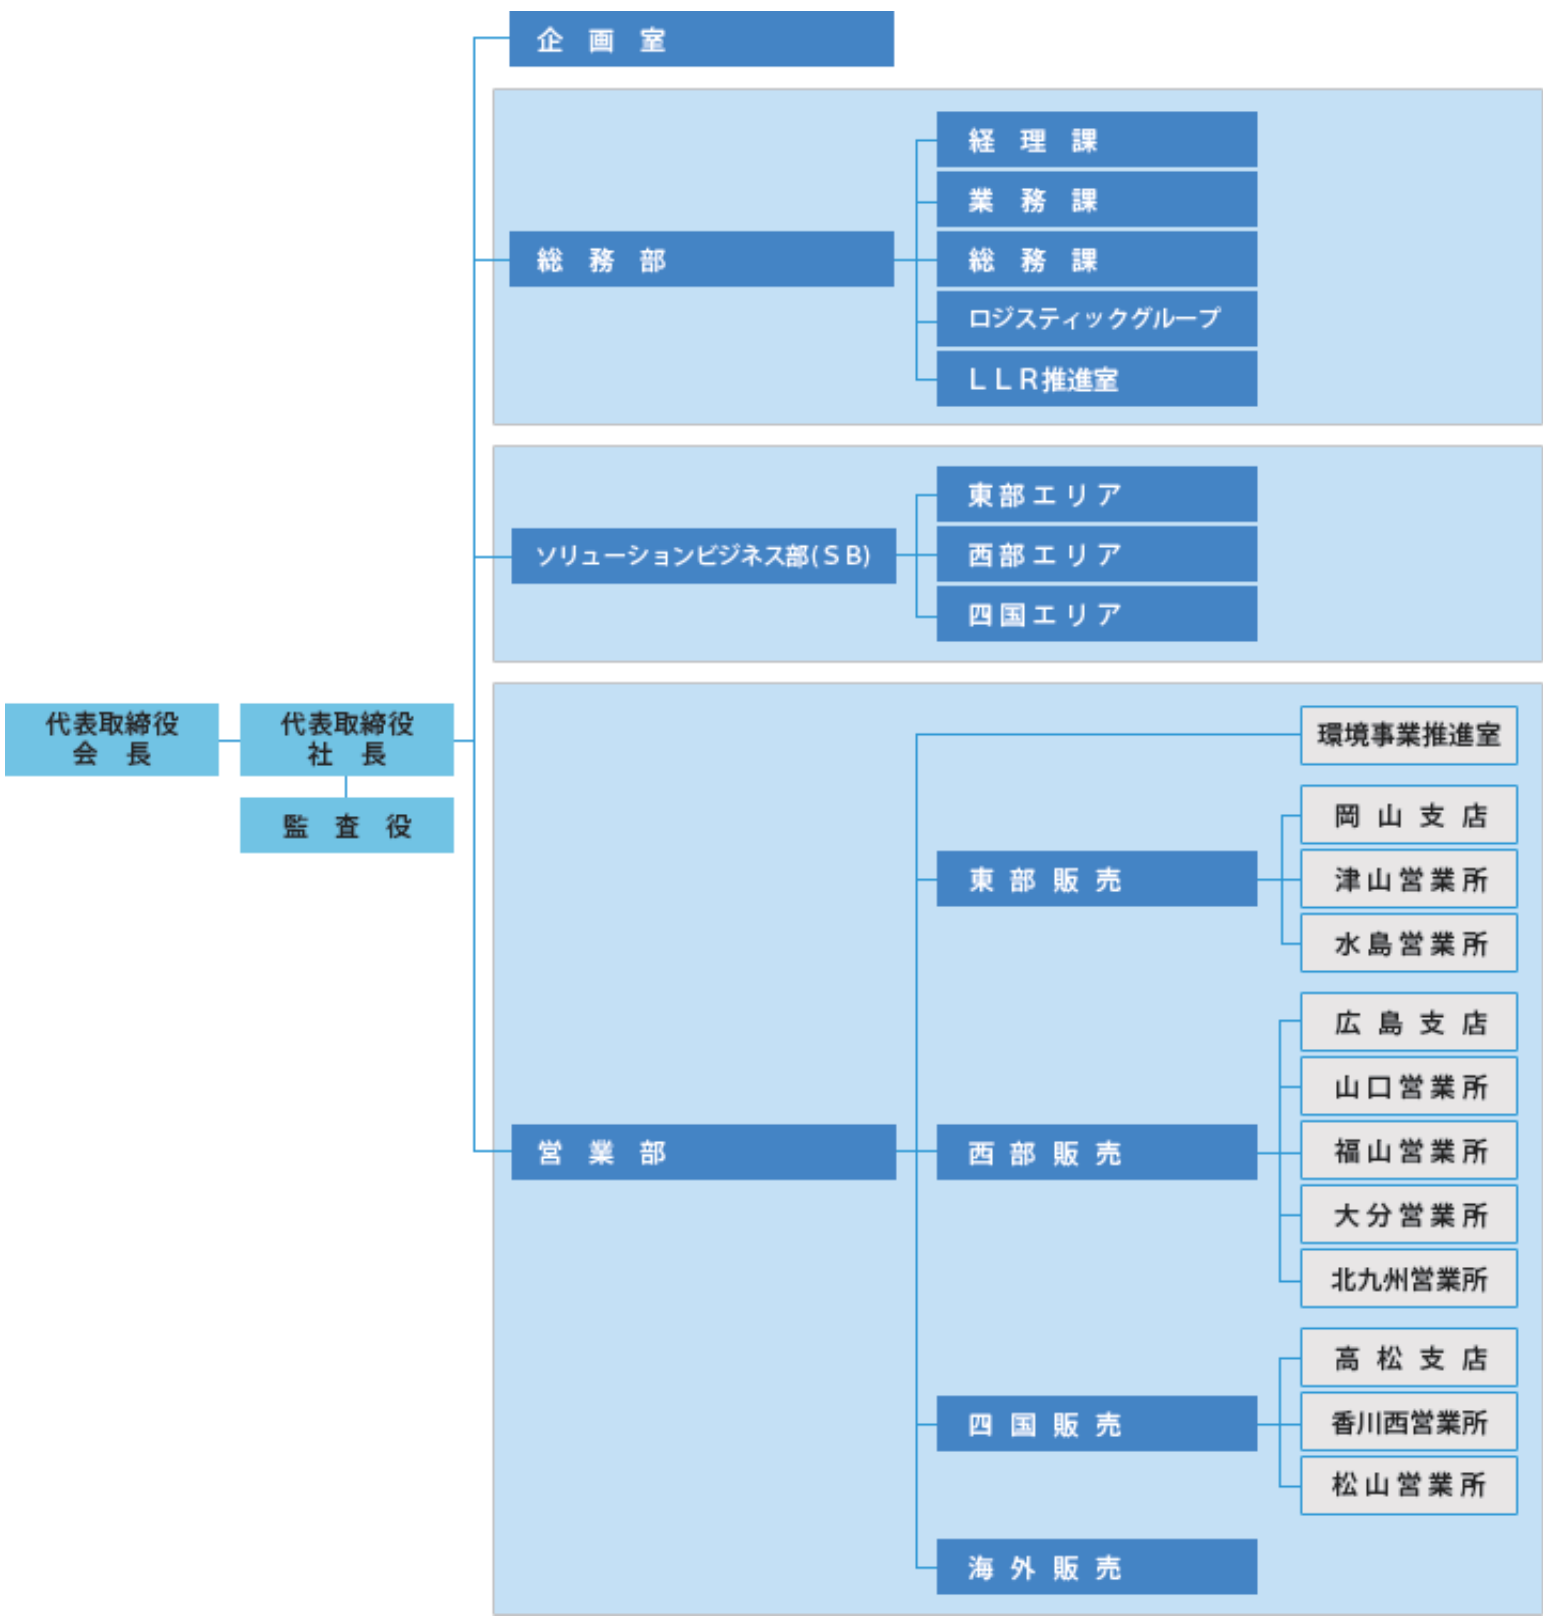 企画室
経理課
業務課
総務部
総務課
ロジスティックグループ
ＬＬＲ推進室
東部エリア
ソリューションビジネス部(ＳＢ)
西部エリア
四国エリア
代表取締役
会長
代表取締役
社長
監査役
環境事業推進室
岡山支店
東部販売
津山営業所
水島営業所
広島支店
山口営業所
営業部
西部販売
福山営業所
大分営業所
北九州営業所
高松支店
四国販売
香川西営業所
松山営業所
海外販売